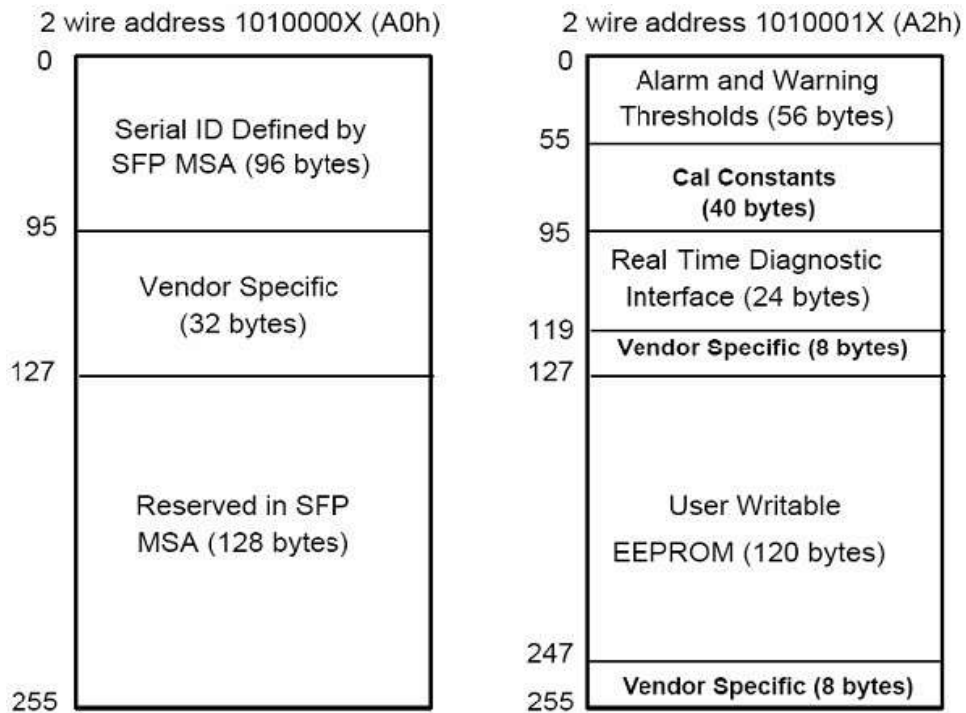 2 wire address 1010000X (A0h)
0
Serial ID Defined by
SFP MSA (96 bytes)
95
Vendor Specific
(32 bytes)
127
Reserved in SFP
MSA (128 bytes)
255
2 wire address 1010001X (A2h)
0
Alarm and Warning
Thresholds (56 bytes)
55
Cal Constants
(40 bytes)
95
Real Time Diagnostic
Interface (24 bytes)
119
Vendor Specific (8 bytes)
127
User Writable
EEPROM (120 bytes)
247
Vendor Specific (8 bytes)
255